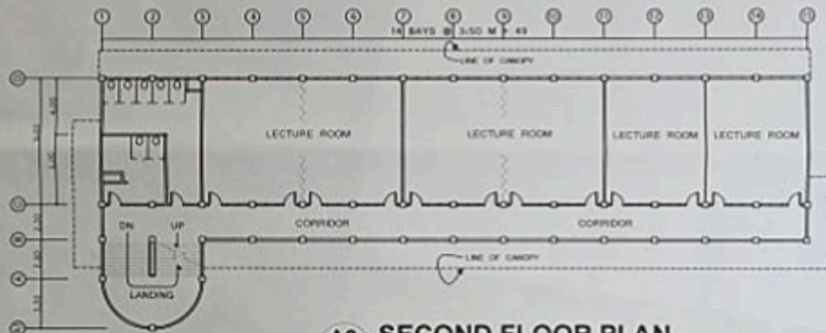 1 2 3 4 5 6 7 8 9 10 11 12 13 14 15
14 BAYS @ 3.50 M = 49
LINE OF CANOPY
LECTURE ROOM LECTURE ROOM LECTURE ROOM LECTURE ROOM
DN UP CORRIDOR CORRIDOR
LINE OF CANOPY
LANDING
SECOND FLOOR PLAN